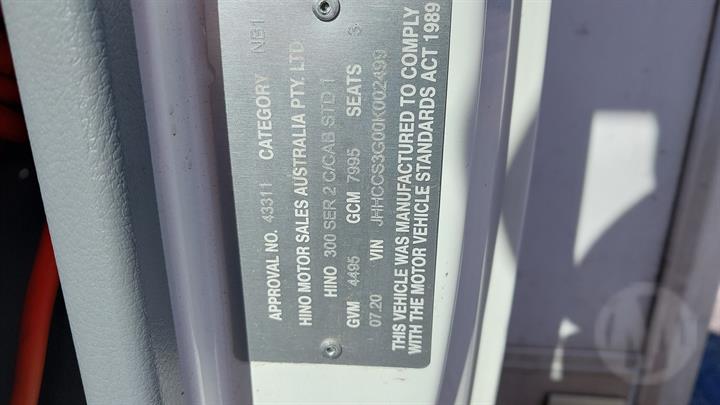 APPROVAL NO. 43311 CATEGORY NB1
HINO MOTOR SALES AUSTRALIA PTY. LTD.
HINO 300 SER 2 C/CAB STD 1
GVM 4495 GCM 7995 SEATS 3
07.20 VIN JHHCCS3G00K002499
THIS VEHICLE WAS MANUFACTURED TO COMPLY
WITH THE MOTOR VEHICLE STANDARDS ACT 1989
M